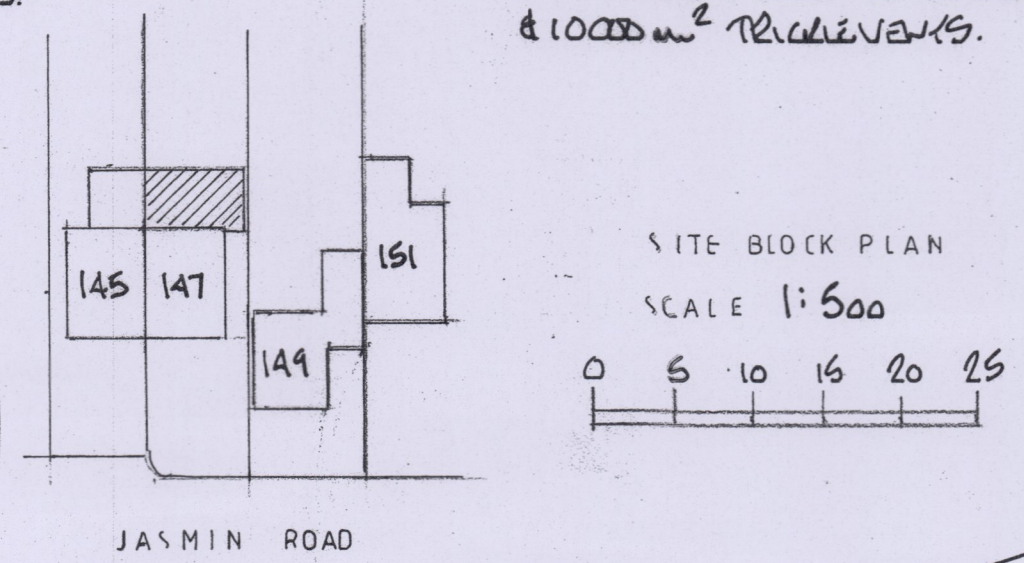 & 10000 mm² TRICKLEVENTS.
151
145 147
149
SITE BLOCK PLAN
SCALE 1:500
0 5 10 15 20 25
JASMIN ROAD